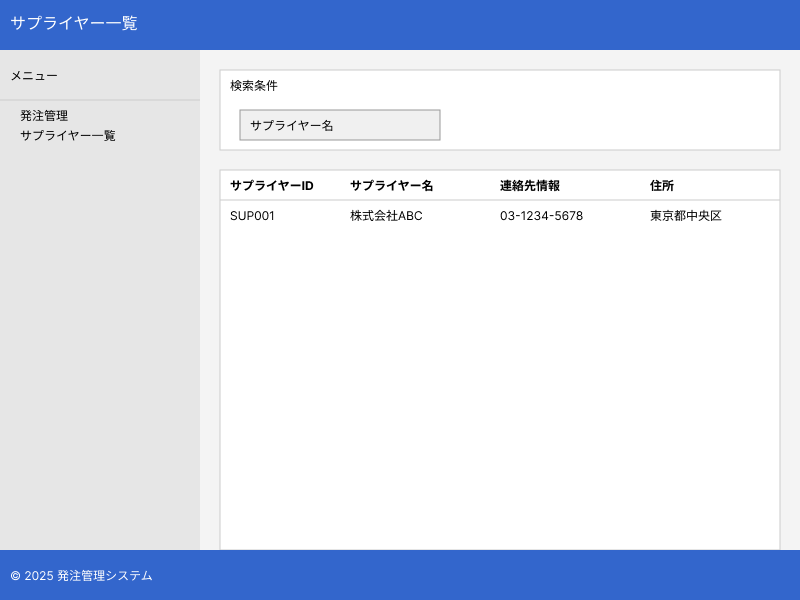 サプライヤー一覧
メニュー
発注管理
サプライヤー一覧
検索条件
サプライヤー名
サプライヤーID サプライヤー名 連絡先情報 住所
SUP001 株式会社ABC 03-1234-5678 東京都中央区
© 2025 発注管理システム